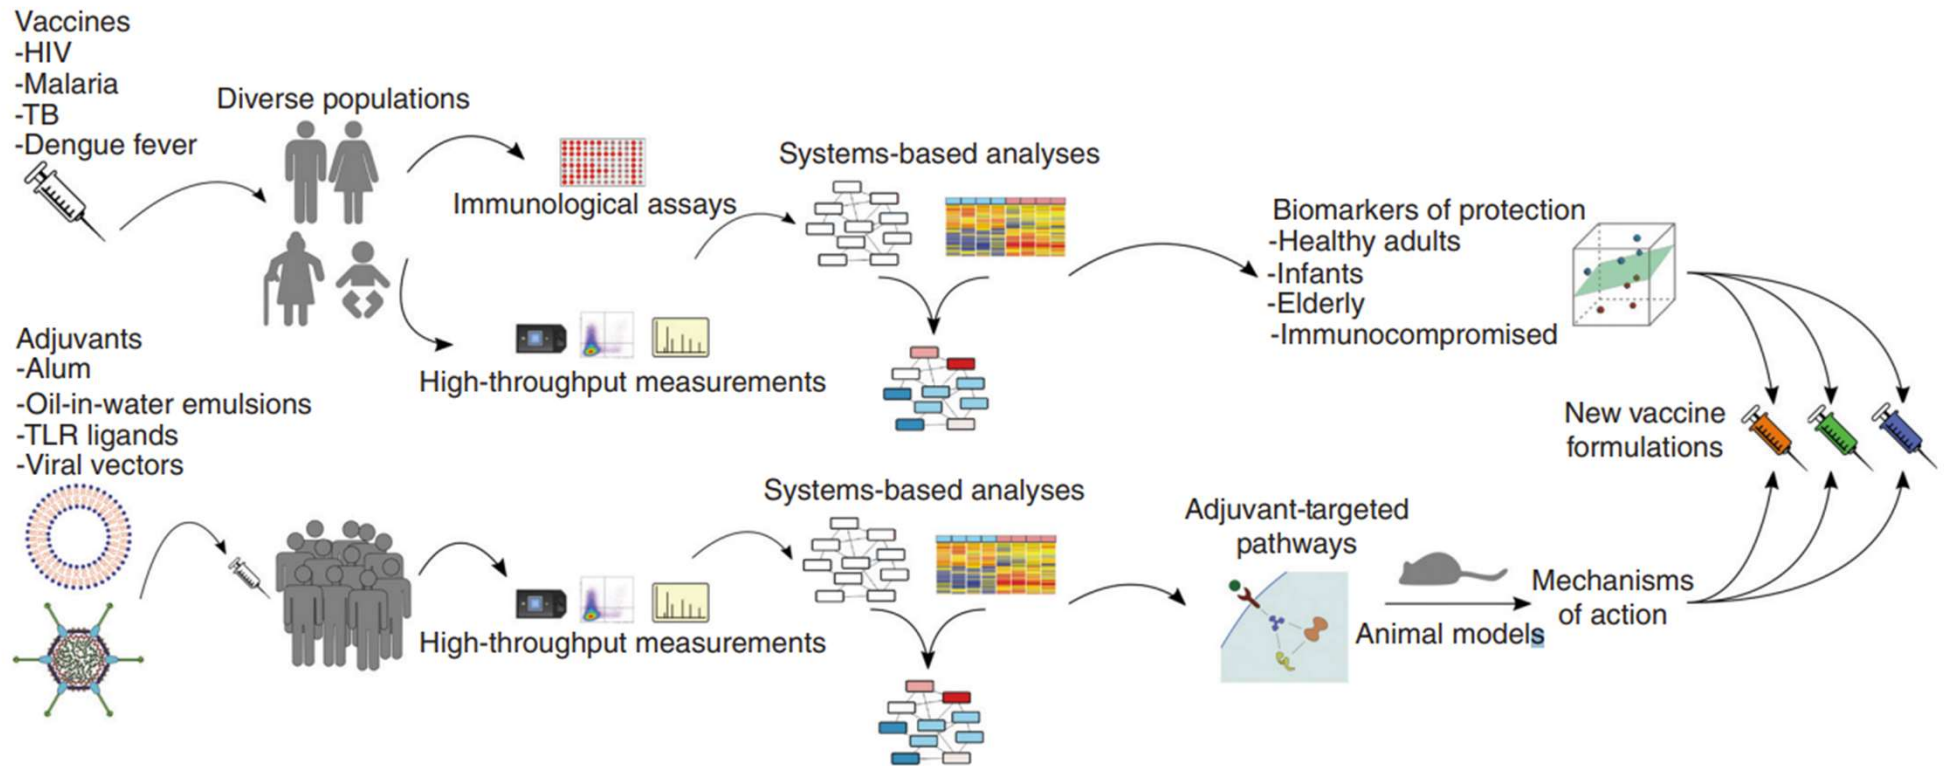 Vaccines
-HIV
-Malaria
-TB
-Dengue fever
Diverse populations
Immunological assays
High-throughput measurements
Systems-based analyses
Biomarkers of protection
-Healthy adults
-Infants
-Elderly
-Immunocompromised
New vaccine
formulations
Adjuvants
-Alum
-Oil-in-water emulsions
-TLR ligands
-Viral vectors
High-throughput measurements
Systems-based analyses
Adjuvant-targeted
pathways
Animal models
Mechanisms
of action